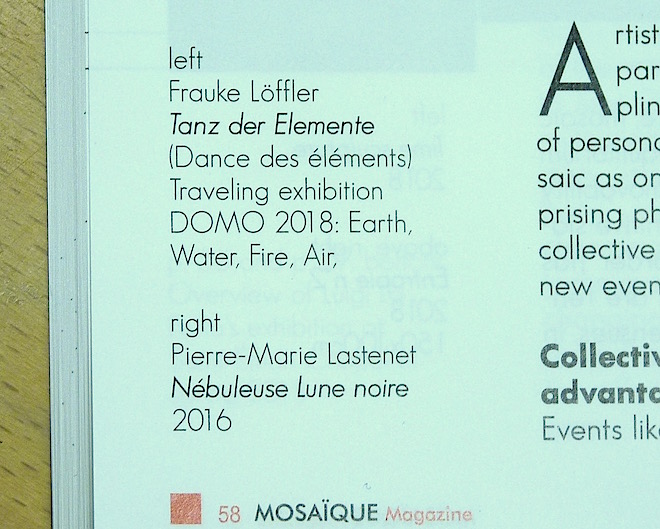 left
Frauke Löffler
Tanz der Elemente
(Dance des éléments)
Traveling exhibition
DOMO 2018: Earth,
Water, Fire, Air,
right
Pierre-Marie Lastenet
Nébuleuse Lune noire
2016
Artist
par
plin
of persona
saic as on
prising ph
collective
new even
Collectiv
advanta
Events lik
58 MOSAÏQUE Magazine